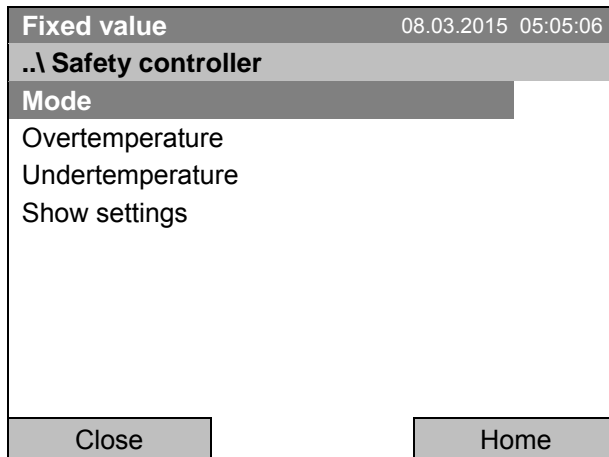 Fixed value 08.03.2015 05:05:06
..\ Safety controller
Mode
Overtemperature
Undertemperature
Show settings
Close Home